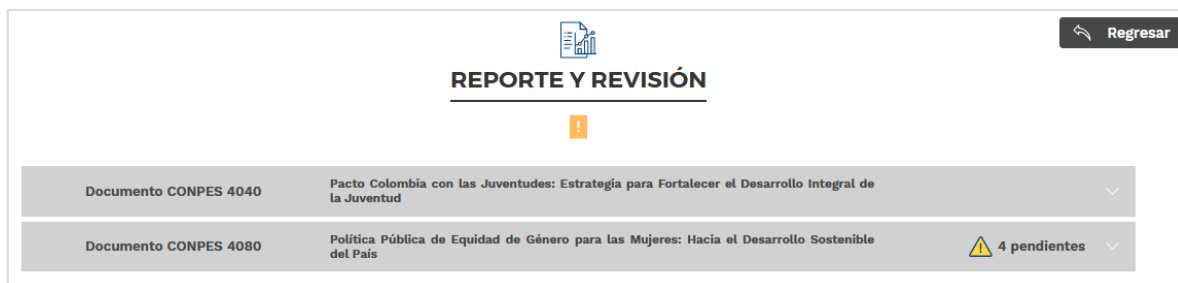 Regresar
REPORTE Y REVISIÓN
!
Documento CONPES 4040
Pacto Colombia con las Juventudes: Estrategia para Fortalecer el Desarrollo Integral de
la Juventud
Documento CONPES 4080
Política Pública de Equidad de Género para las Mujeres: Hacia el Desarrollo Sostenible
del País
4 pendientes